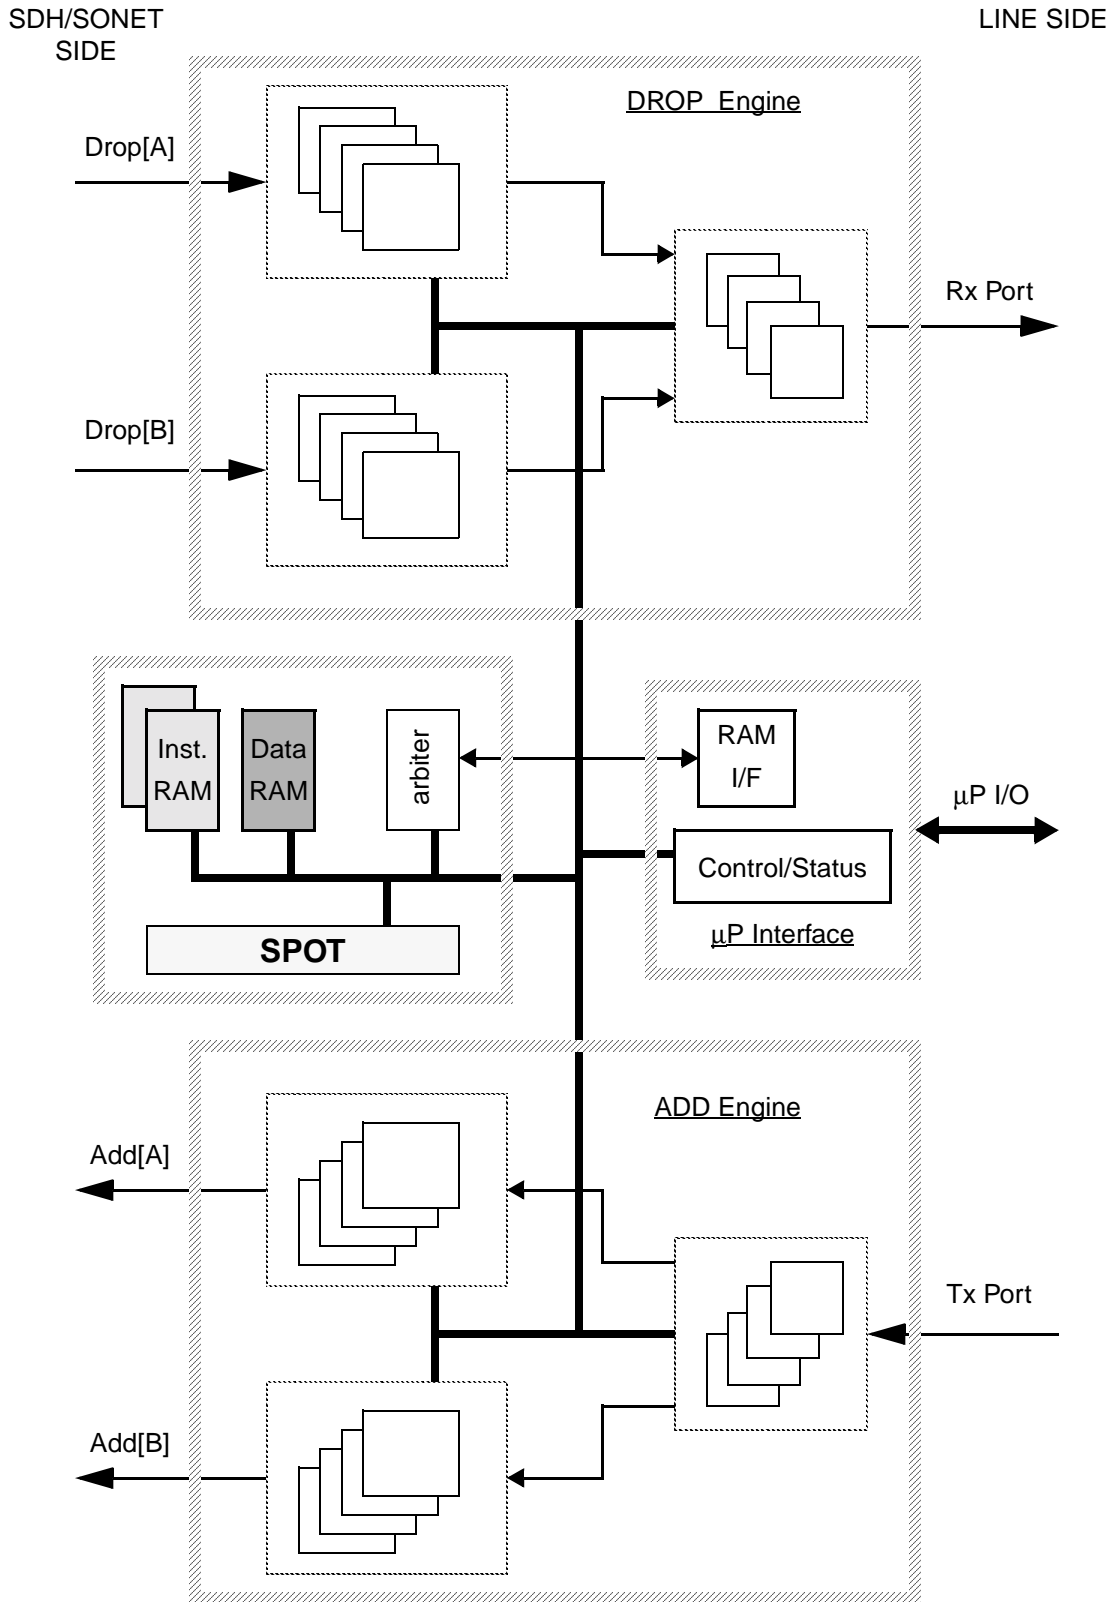 SDH/SONET
SIDE
LINE SIDE
DROP Engine
Drop[A]
Rx Port
Drop[B]
Inst.
RAM
Data
RAM
arbiter
RAM
I/F
μP I/O
Control/Status
SPOT
μP Interface
ADD Engine
Add[A]
Tx Port
Add[B]